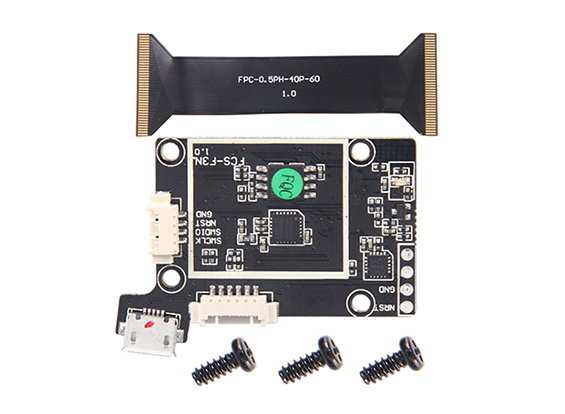 FPC-0.5PH-40P-60
1.0
FCS-F3N
1.0
FQC
GND
NRST
SWDIO
SWCLK
GND
NRST